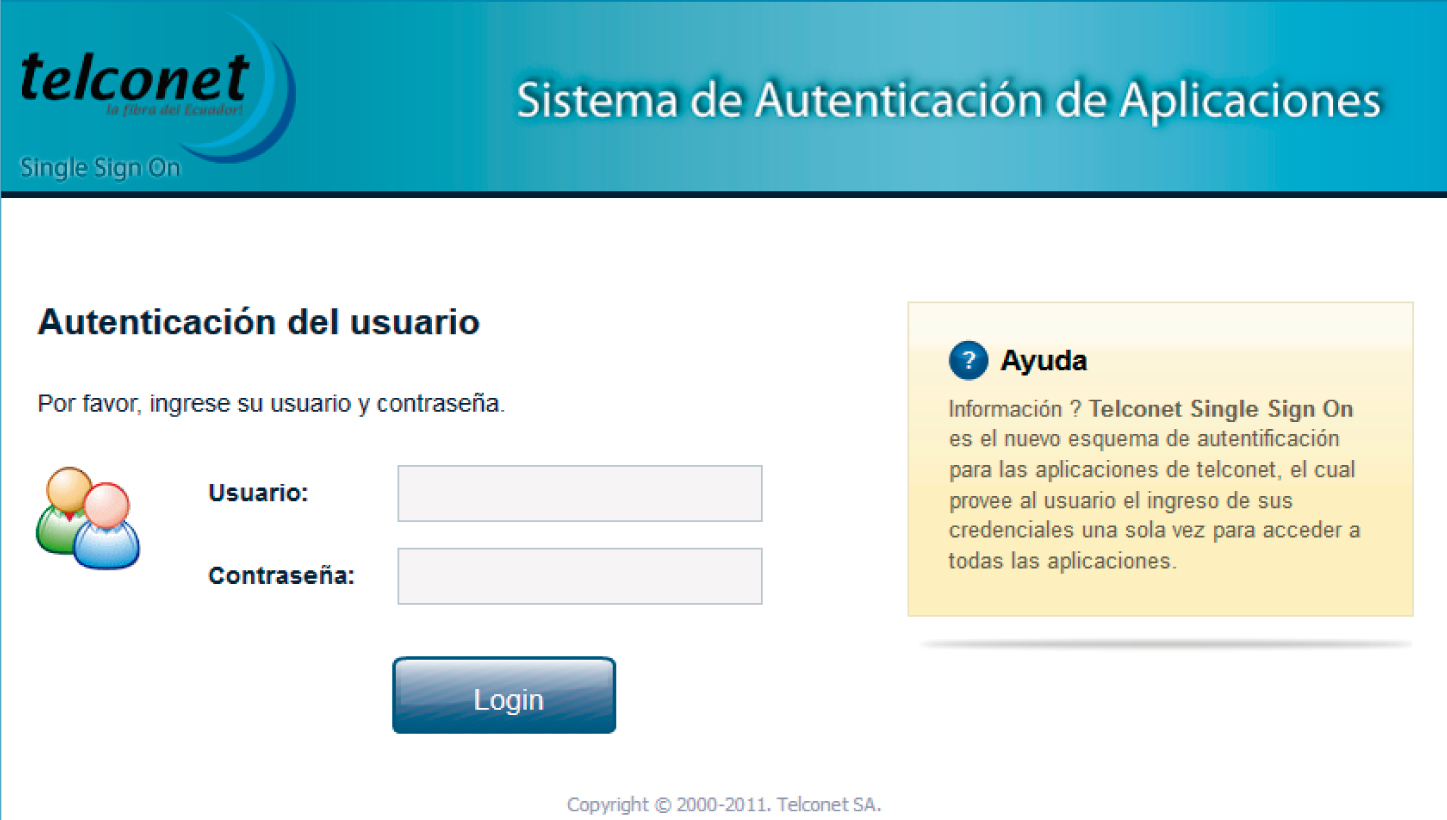 telconet
la fibra del Ecuador!
Single Sign On
Sistema de Autenticación de Aplicaciones
Autenticación del usuario
Por favor, ingrese su usuario y contraseña.
Usuario:
Contraseña:
Login
? Ayuda
Información ? Telconet Single Sign On
es el nuevo esquema de autentificación
para las aplicaciones de telconet, el cual
provee al usuario el ingreso de sus
credenciales una sola vez para acceder a
todas las aplicaciones.
Copyright © 2000-2011. Telconet SA.